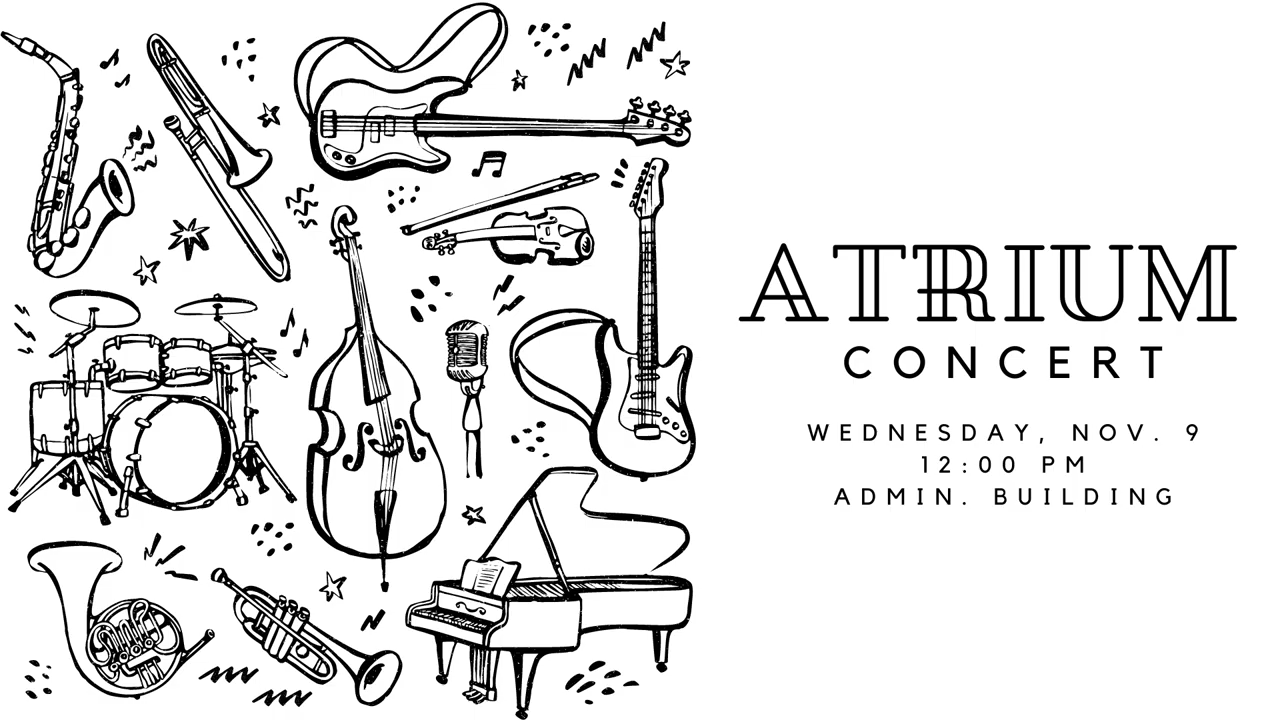 ATRIUM
CONCERT
WEDNESDAY, NOV. 9
12:00 PM
ADMIN. BUILDING